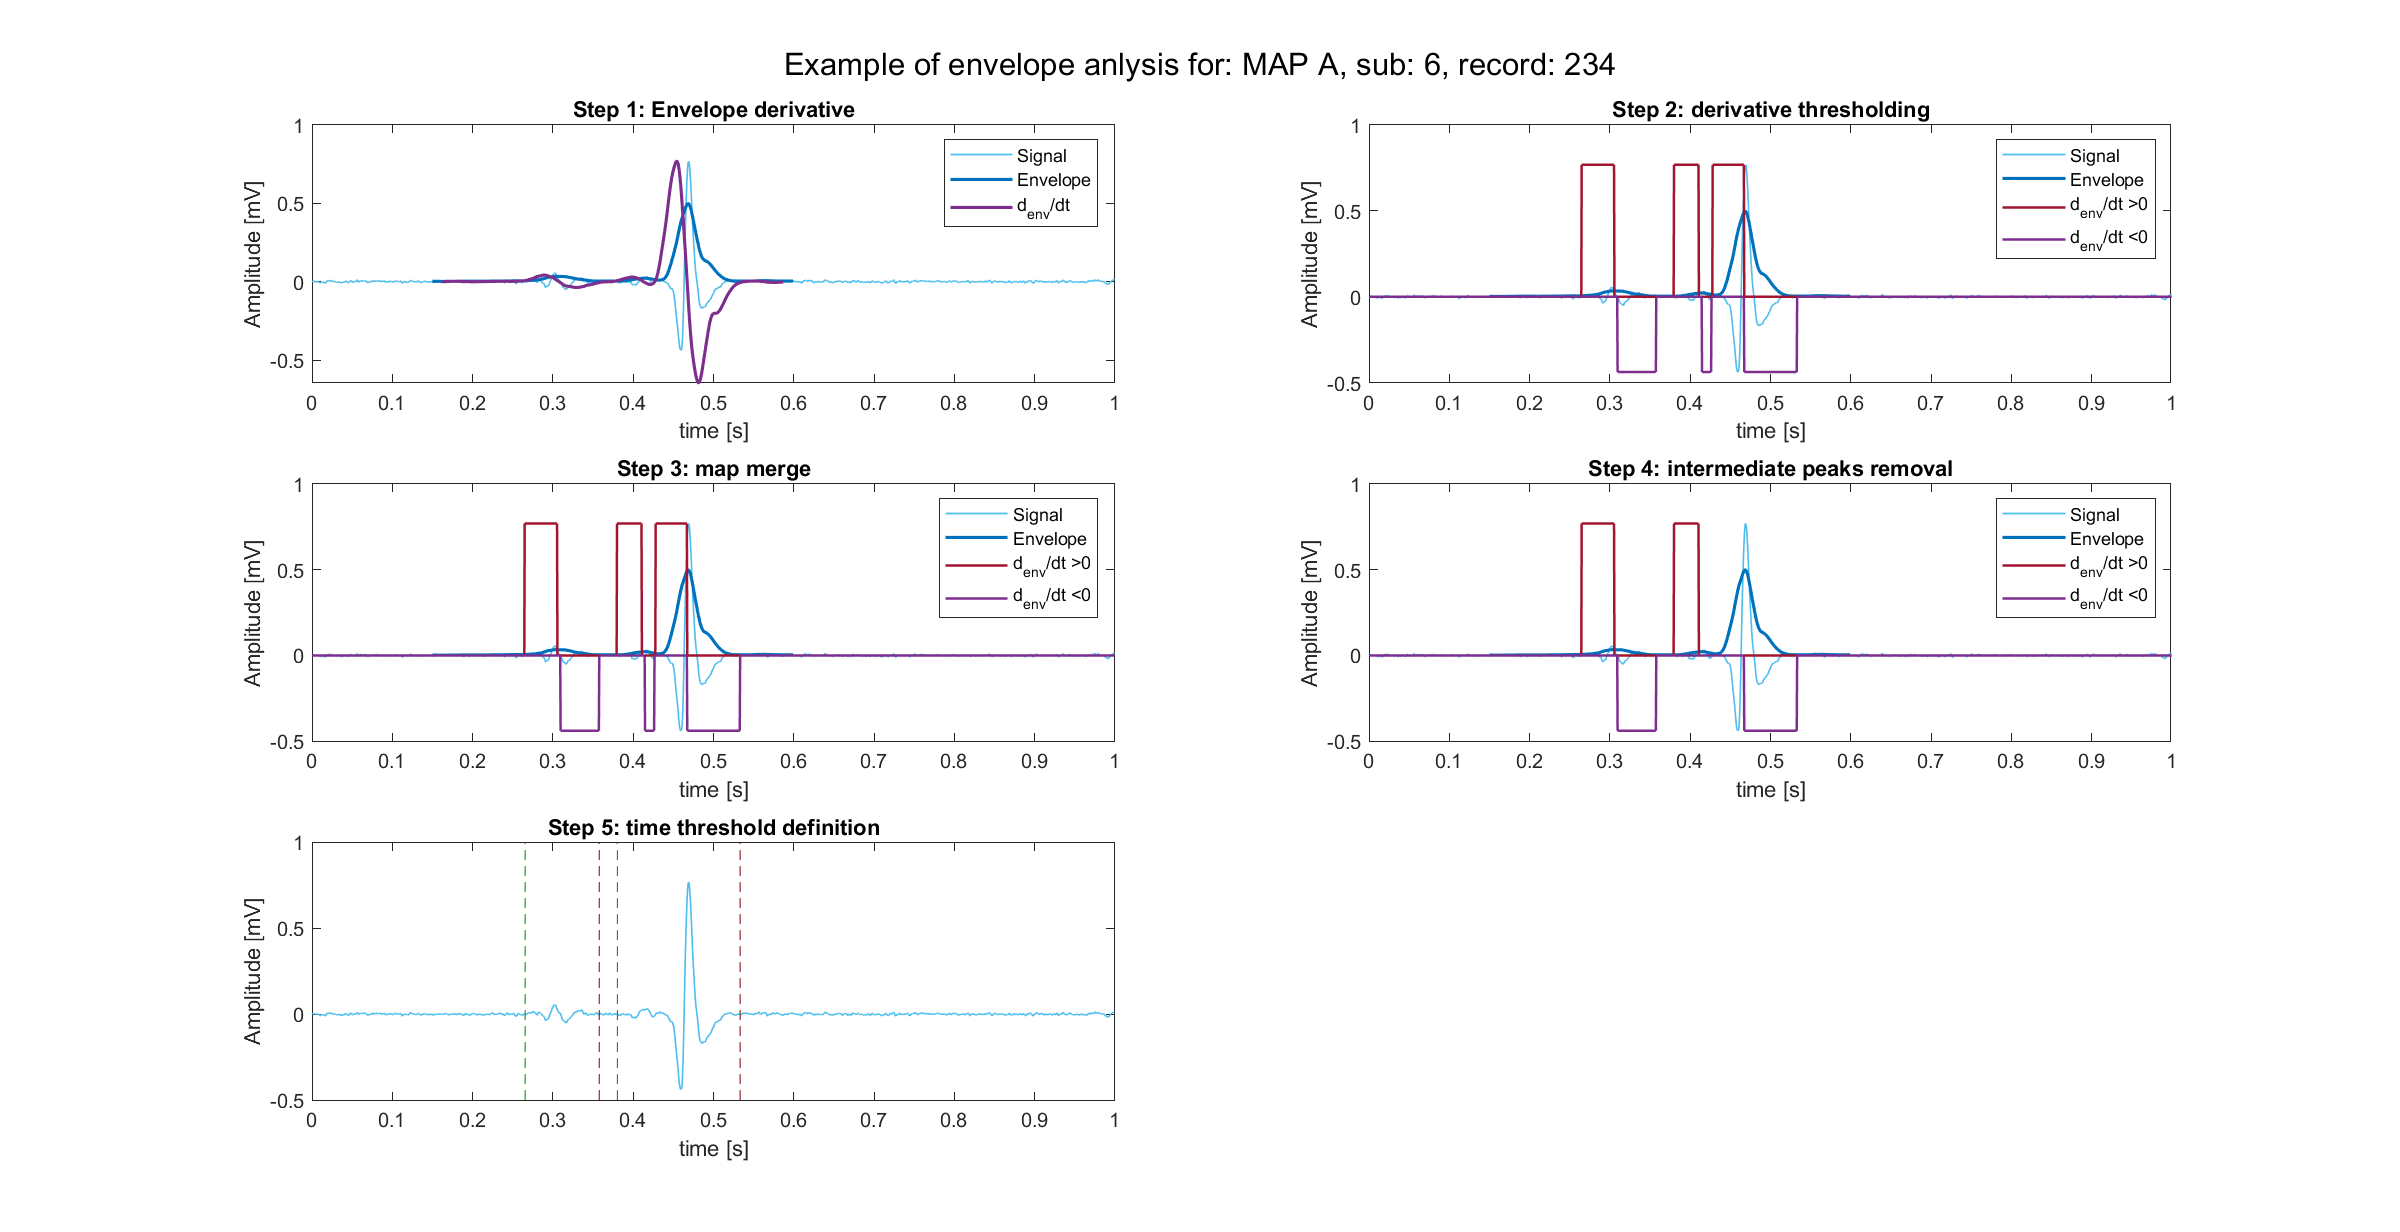 Example of envelope anlysis for: MAP A, sub: 6, record: 234
Step 1: Envelope derivative
1
0.5
0
-0.5
Amplitude [mV]
0 0.1 0.2 0.3 0.4 0.5 0.6 0.7 0.8 0.9 1
time [s]
Signal
Envelope
d_env/dt
Step 2: derivative thresholding
1
0.5
0
-0.5
Amplitude [mV]
0 0.1 0.2 0.3 0.4 0.5 0.6 0.7 0.8 0.9 1
time [s]
Signal
Envelope
d_env/dt >0
d_env/dt <0
Step 3: map merge
1
0.5
0
-0.5
Amplitude [mV]
0 0.1 0.2 0.3 0.4 0.5 0.6 0.7 0.8 0.9 1
time [s]
Signal
Envelope
d_env/dt >0
d_env/dt <0
Step 4: intermediate peaks removal
1
0.5
0
-0.5
Amplitude [mV]
0 0.1 0.2 0.3 0.4 0.5 0.6 0.7 0.8 0.9 1
time [s]
Signal
Envelope
d_env/dt >0
d_env/dt <0
Step 5: time threshold definition
1
0.5
0
-0.5
Amplitude [mV]
0 0.1 0.2 0.3 0.4 0.5 0.6 0.7 0.8 0.9 1
time [s]